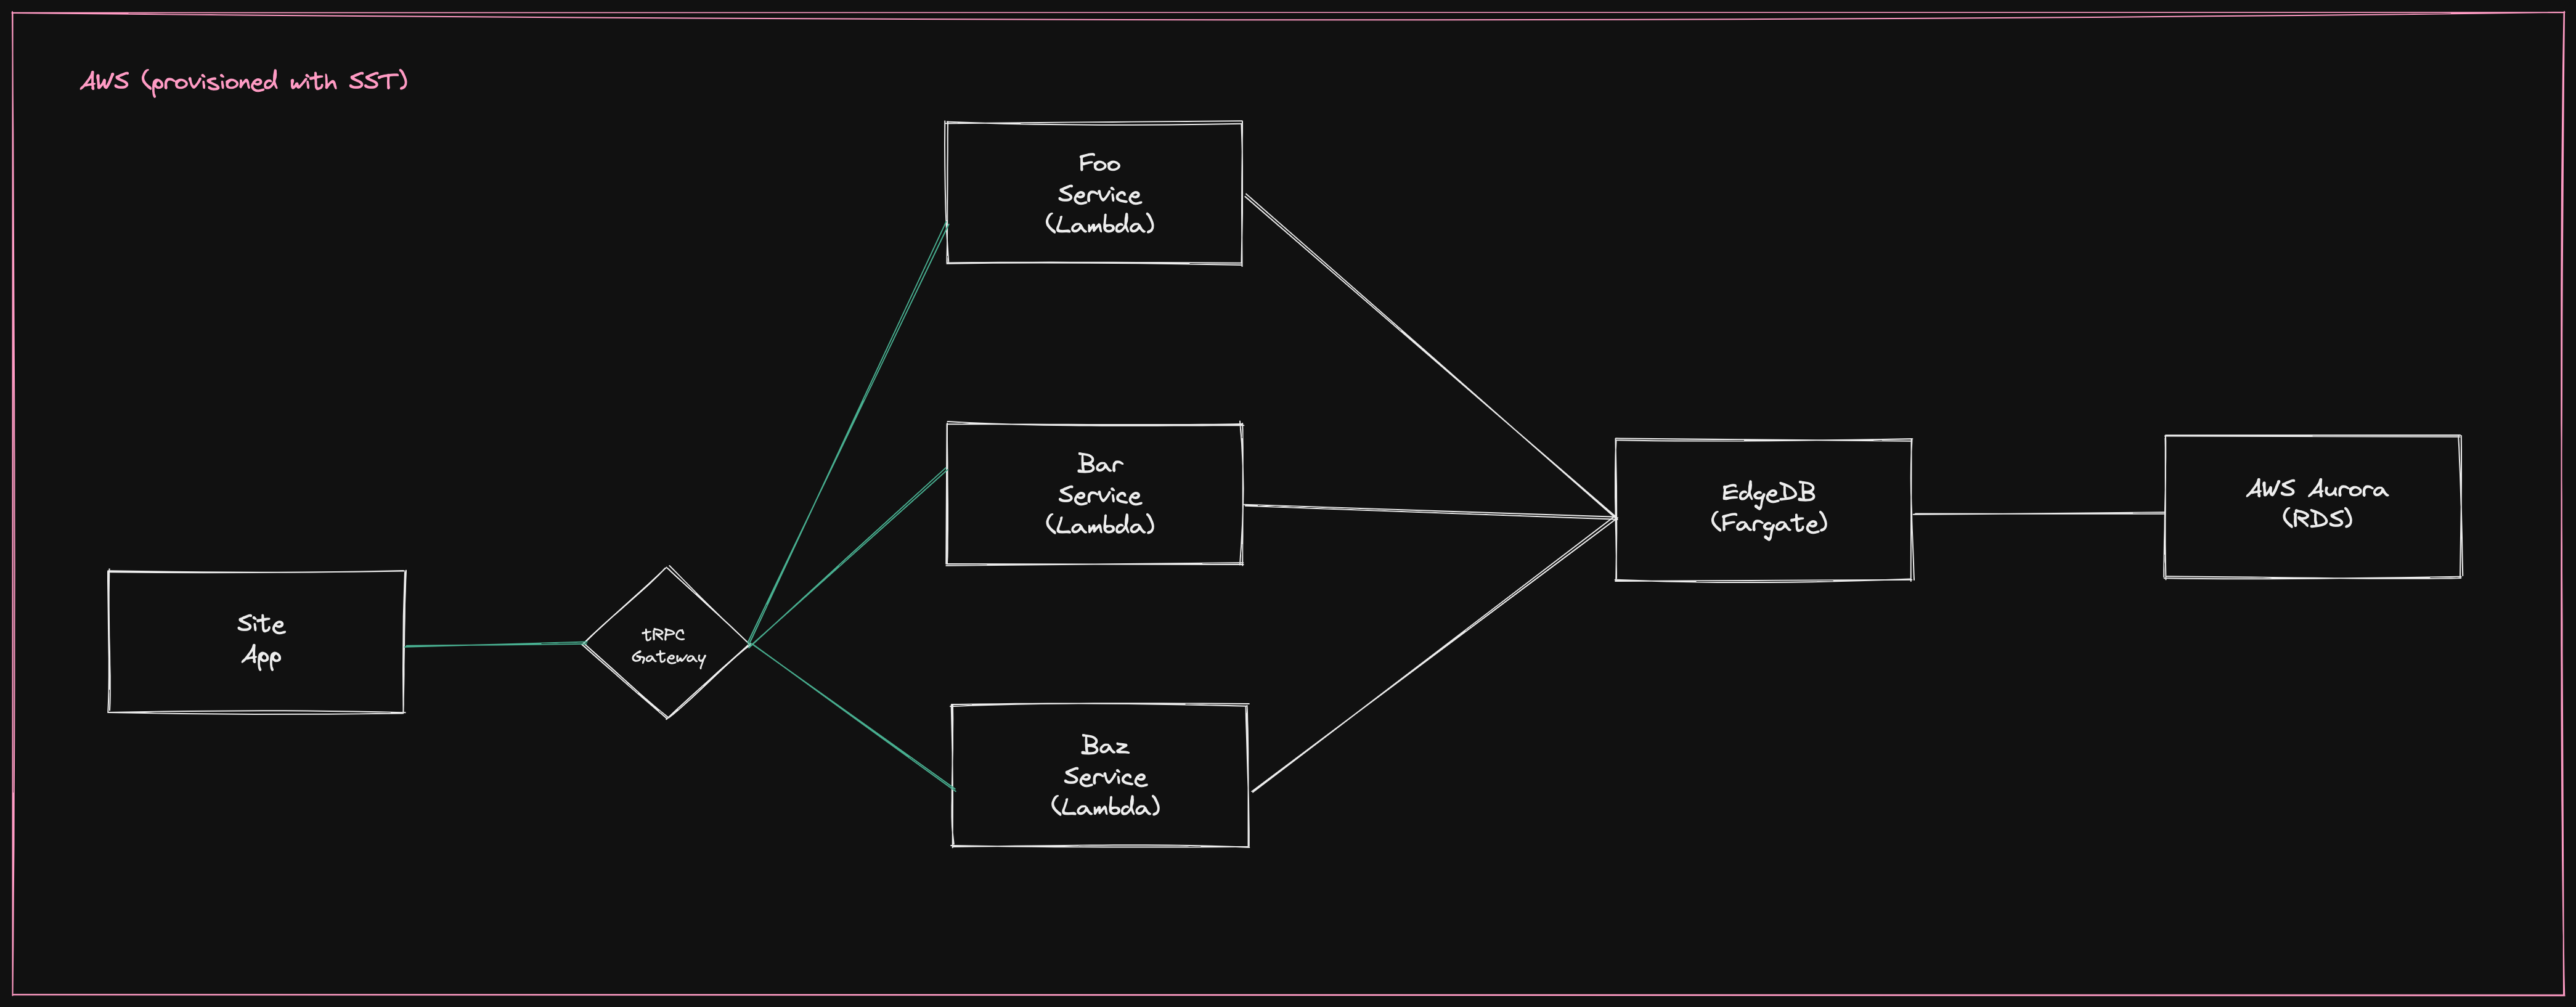 AWS (provisioned with SST)
Foo
Service
(Lambda)
Bar
Service
(Lambda)
Baz
Service
(Lambda)
Site
App
tRPC
Gateway
EdgeDB
(Fargate)
AWS Aurora
(RDS)